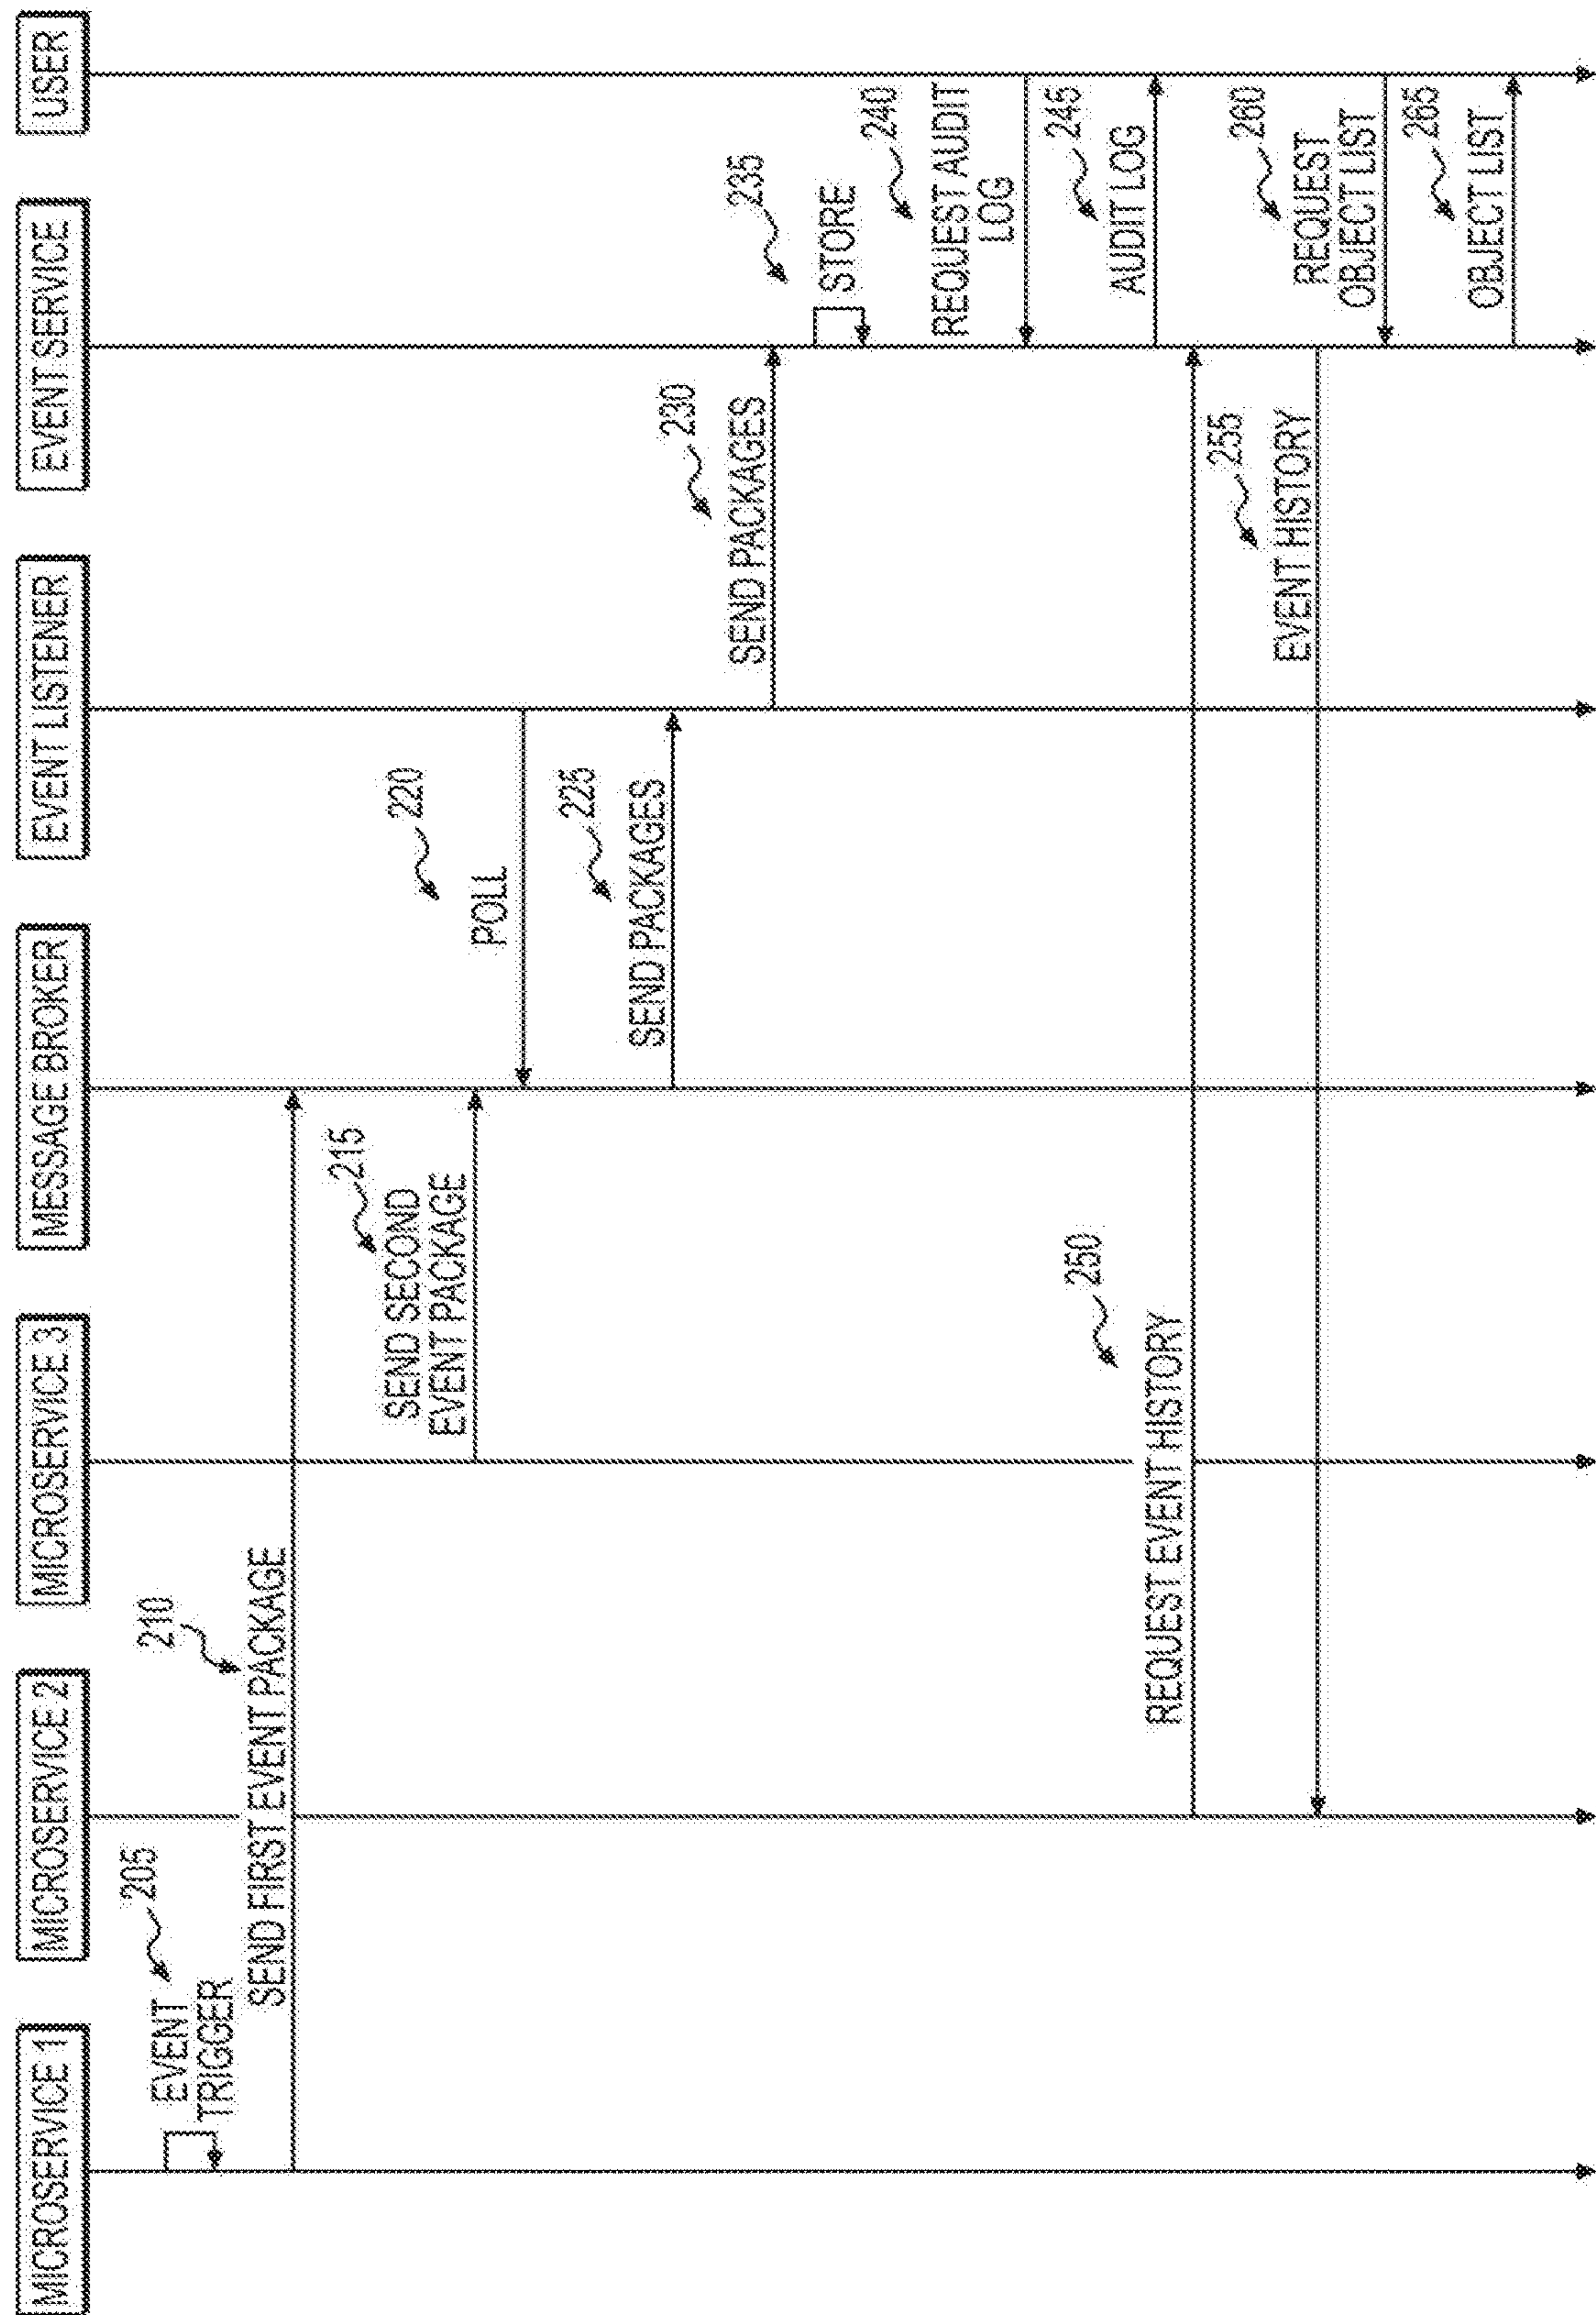 MICROSERVICE 1
MICROSERVICE 2
MICROSERVICE 3
MESSAGE BROKER
EVENT LISTENER
EVENT SERVICE
USER
205
EVENT
TRIGGER
210
SEND FIRST EVENT PACKAGE
215
SEND SECOND
EVENT PACKAGE
220
POLL
225
SEND PACKAGES
230
SEND PACKAGES
235
STORE
240
REQUEST AUDIT
LOG
245
AUDIT LOG
250
REQUEST EVENT HISTORY
255
EVENT HISTORY
260
REQUEST
OBJECT LIST
265
OBJECT LIST